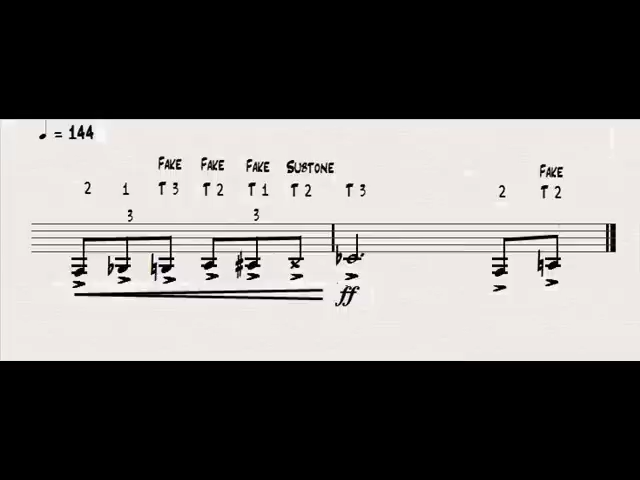 = 144
FAKE FAKE FAKE SUBTONE FAKE
2 1 T 3 T 2 T 1 T 2 T 3 2 T 2
3 3
ff